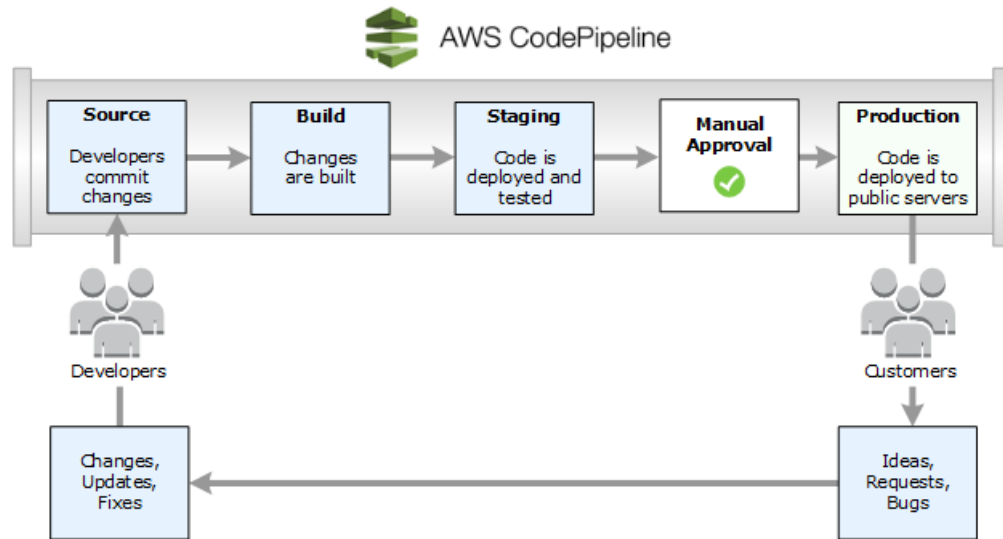 AWS CodePipeline
Source
Developers
commit
changes
Build
Changes
are built
Staging
Code is
deployed and
tested
Manual
Approval
Production
Code is
deployed to
public servers
Developers
Customers
Changes,
Updates,
Fixes
Ideas,
Requests,
Bugs